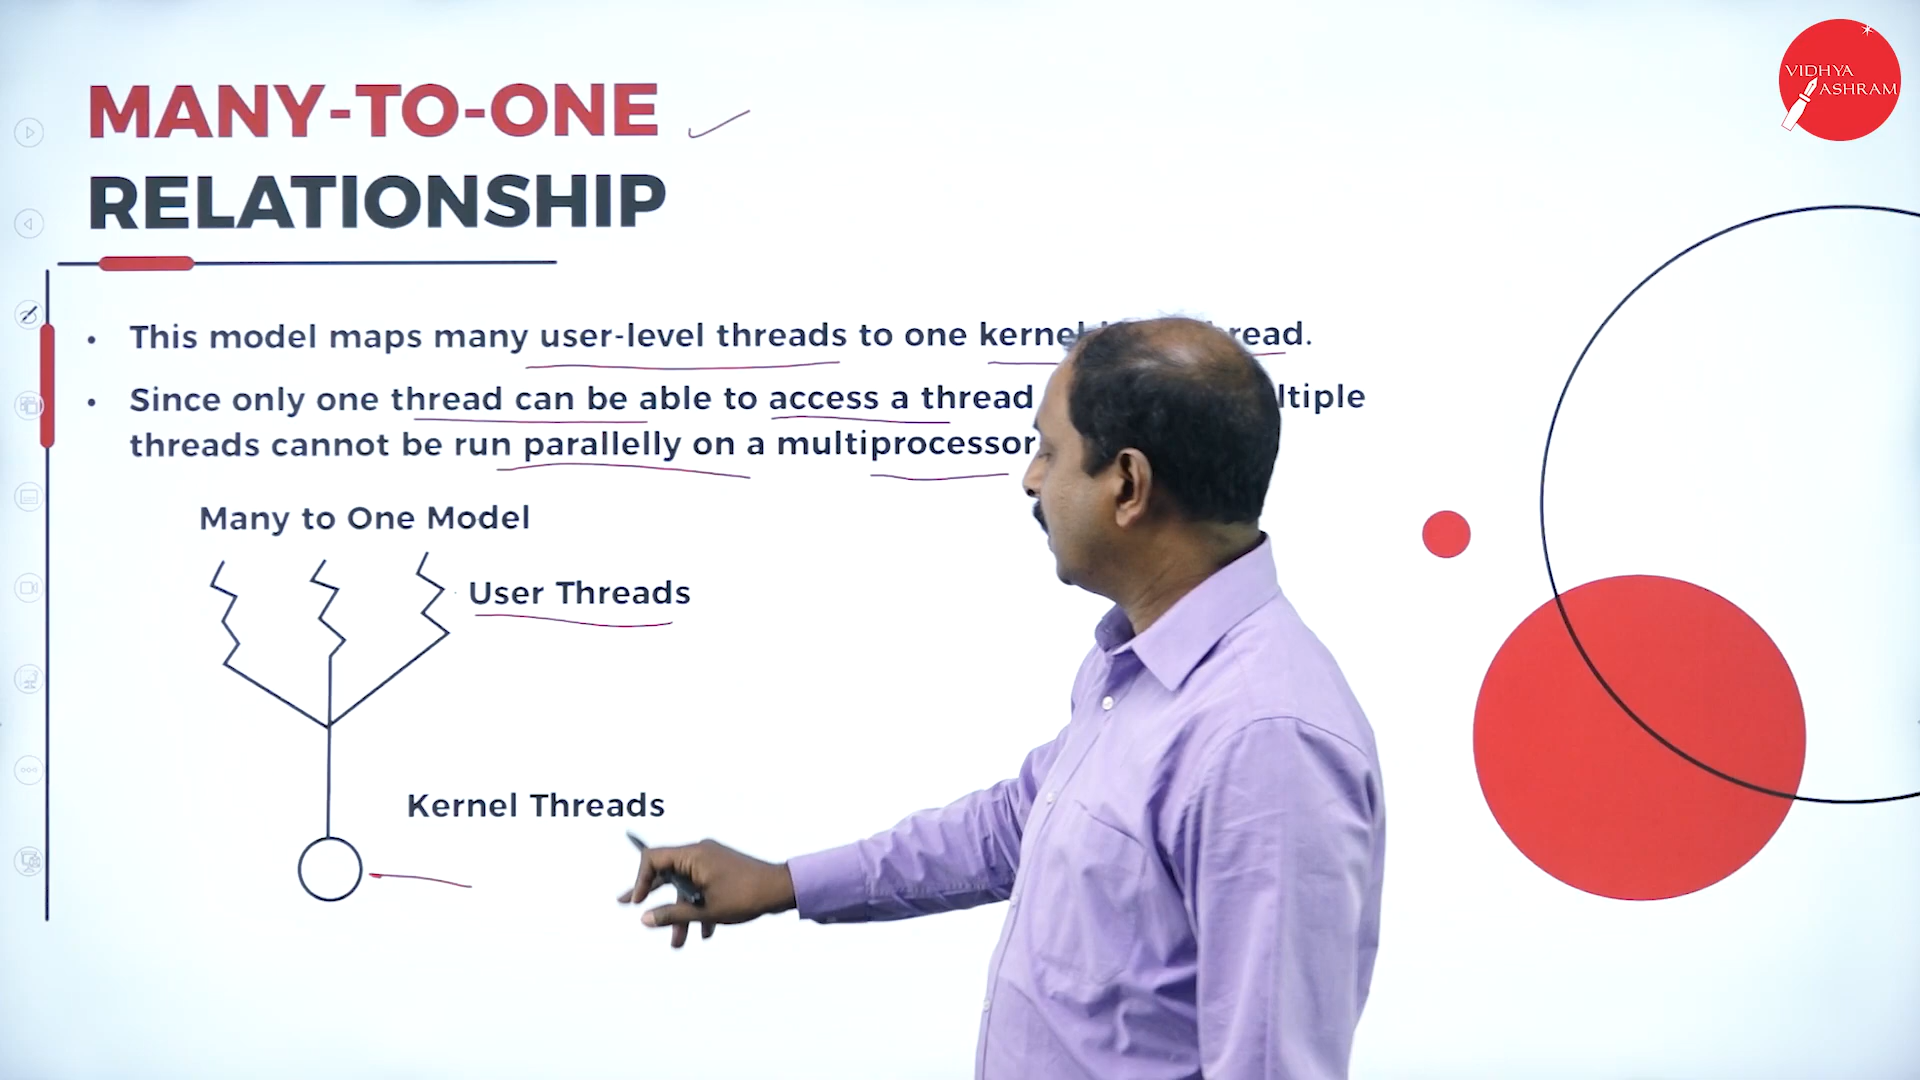 VIDHYA
ASHRAM
MANY-TO-ONE
RELATIONSHIP
• This model maps many user-level threads to one
• Since only one thread can be able to access a thread
threads cannot be run parallelly on a multiprocessor
Many to One Model
User Threads
Kernel Threads